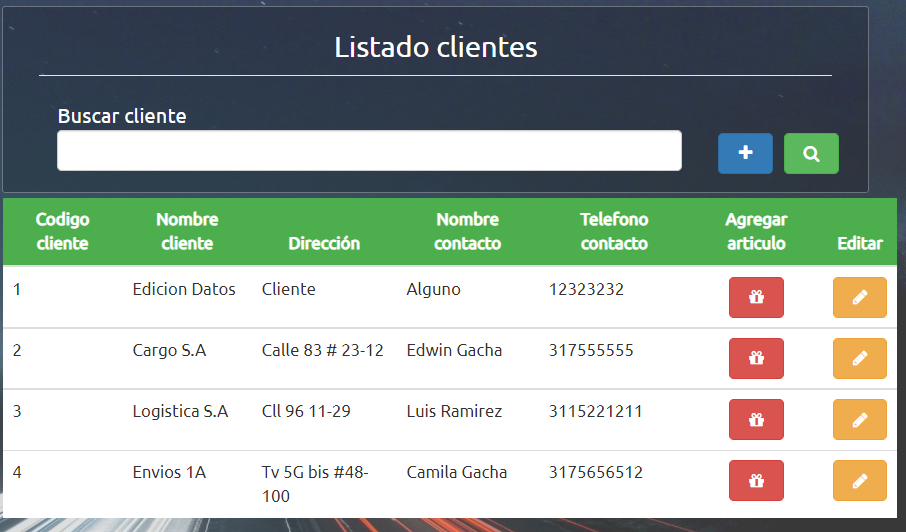 Listado clientes
Buscar cliente
Codigo cliente Nombre cliente Dirección Nombre contacto Telefono contacto Agregar articulo Editar
1 Edicion Datos Cliente Alguno 12323232
2 Cargo S.A Calle 83 # 23-12 Edwin Gacha 317555555
3 Logistica S.A Cll 96 11-29 Luis Ramirez 3115221211
4 Envios 1A Tv 5G bis #48-100 Camila Gacha 3175656512